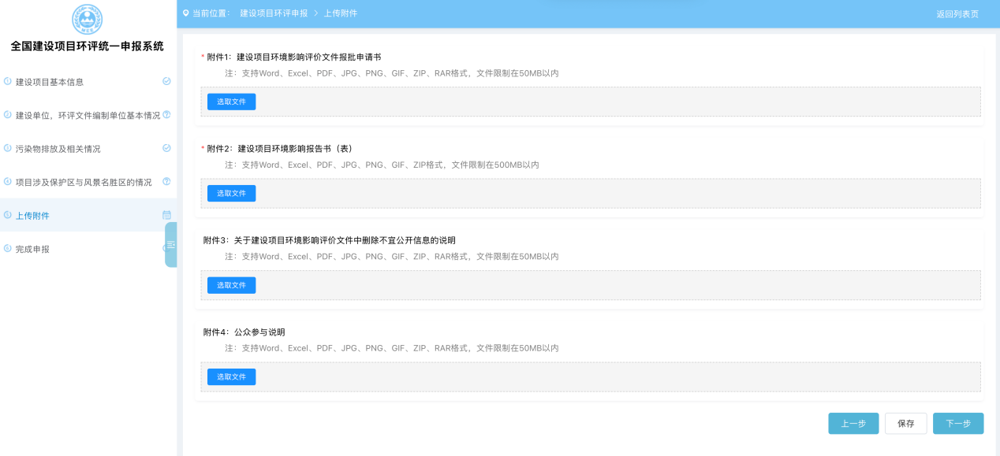 全国建设项目环评统一申报系统
建设项目基本信息
建设单位，环评文件编制单位基本情况
污染物排放及相关情况
项目涉及保护区与风景名胜区的情况
上传附件
完成申报
当前位置： 建设项目环评申报 > 上传附件
返回列表页
* 附件1：建设项目环境影响评价文件报批申请书
注：支持Word、Excel、PDF、JPG、PNG、GIF、ZIP、RAR格式，文件限制在50MB以内
选取文件
* 附件2：建设项目环境影响报告书（表）
注：支持Word、Excel、PDF、JPG、PNG、GIF、ZIP格式，文件限制在500MB以内
选取文件
附件3：关于建设项目环境影响评价文件中删除不宜公开信息的说明
注：支持Word、Excel、PDF、JPG、PNG、GIF、ZIP、RAR格式，文件限制在50MB以内
选取文件
附件4：公众参与说明
注：支持Word、Excel、PDF、JPG、PNG、GIF、ZIP、RAR格式，文件限制在50MB以内
选取文件
上一步 保存 下一步